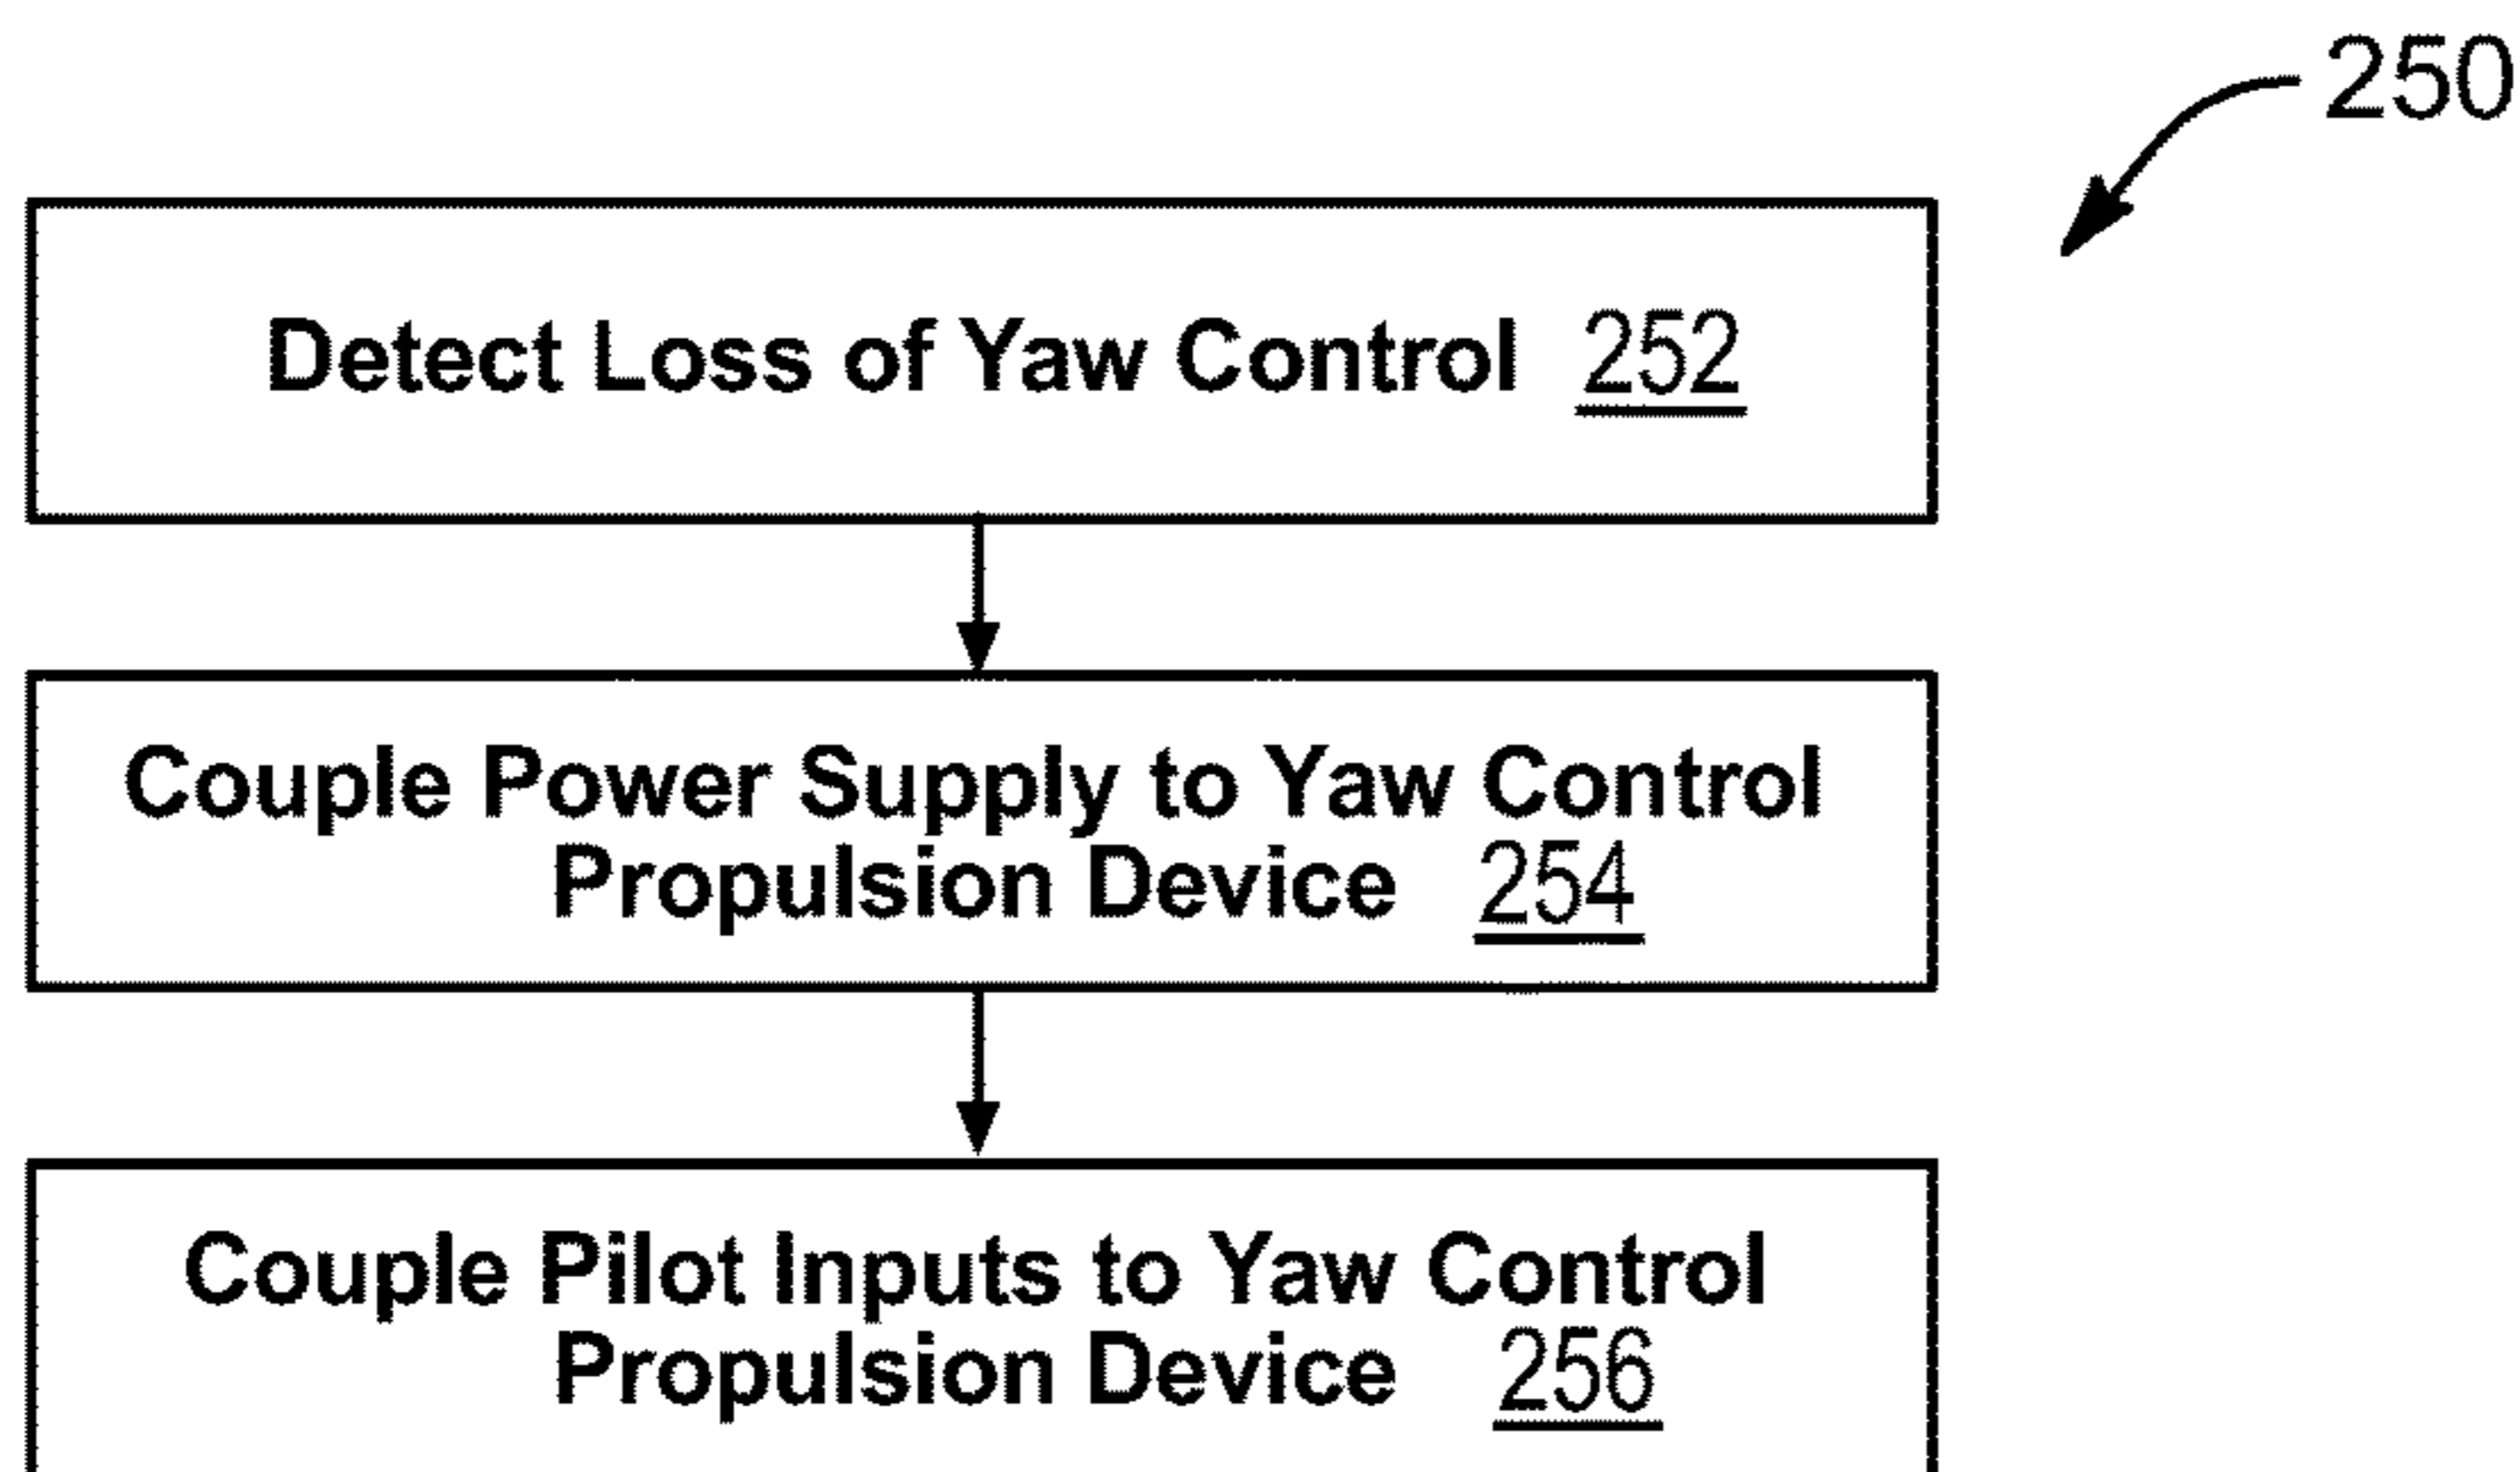 250
Detect Loss of Yaw Control 252
Couple Power Supply to Yaw Control
Propulsion Device 254
Couple Pilot Inputs to Yaw Control
Propulsion Device 256